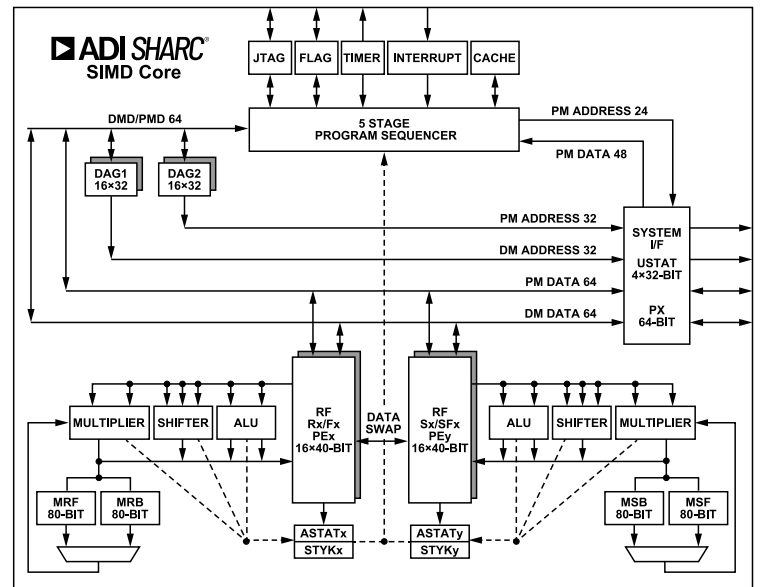 ADI SHARC®
SIMD Core
JTAG
FLAG
TIMER
INTERRUPT
CACHE
DMD/PMD 64
5 STAGE
PROGRAM SEQUENCER
PM ADDRESS 24
PM DATA 48
DAG1
16×32
DAG2
16×32
PM ADDRESS 32
DM ADDRESS 32
PM DATA 64
DM DATA 64
SYSTEM
I/F
USTAT
4×32-BIT
PX
64-BIT
MULTIPLIER
SHIFTER
ALU
RF
Rx/Fx
PEx
16×40-BIT
DATA
SWAP
RF
Sx/SFx
PEy
16×40-BIT
ALU
SHIFTER
MULTIPLIER
MRF
80-BIT
MRB
80-BIT
ASTATx
STYKx
ASTATy
STYKy
MSB
80-BIT
MSF
80-BIT